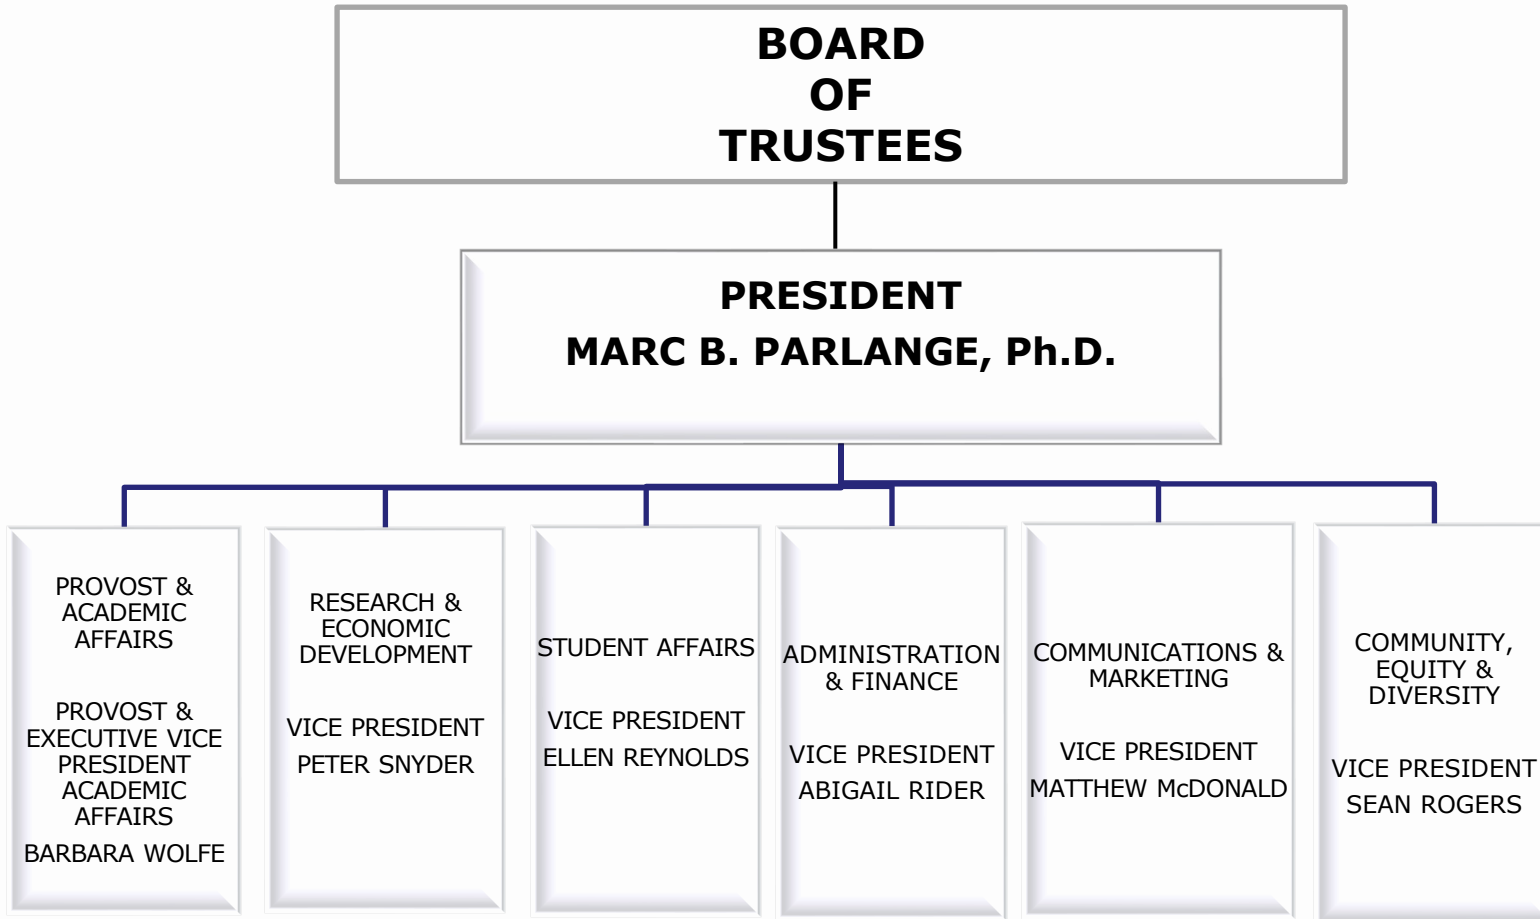 BOARD
OF
TRUSTEES
PRESIDENT
MARC B. PARLANGE, Ph.D.
PROVOST &
ACADEMIC
AFFAIRS
PROVOST &
EXECUTIVE VICE
PRESIDENT
ACADEMIC
AFFAIRS
BARBARA WOLFE
RESEARCH &
ECONOMIC
DEVELOPMENT
VICE PRESIDENT
PETER SNYDER
STUDENT AFFAIRS
VICE PRESIDENT
ELLEN REYNOLDS
ADMINISTRATION
& FINANCE
VICE PRESIDENT
ABIGAIL RIDER
COMMUNICATIONS &
MARKETING
VICE PRESIDENT
MATTHEW McDONALD
COMMUNITY,
EQUITY &
DIVERSITY
VICE PRESIDENT
SEAN ROGERS